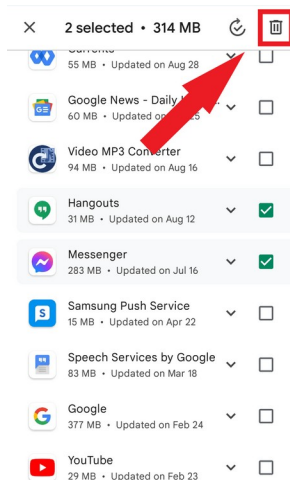 2 selected • 314 MB
Currents
55 MB • Updated on Aug 28
Google News - Daily
60 MB • Updated on 25
Video MP3 Converter
94 MB • Updated on Aug 16
Hangouts
31 MB • Updated on Aug 12
Messenger
283 MB • Updated on Jul 16
Samsung Push Service
15 MB • Updated on Apr 22
Speech Services by Google
83 MB • Updated on Mar 18
Google
377 MB • Updated on Feb 24
YouTube
29 MB • Updated on Feb 23